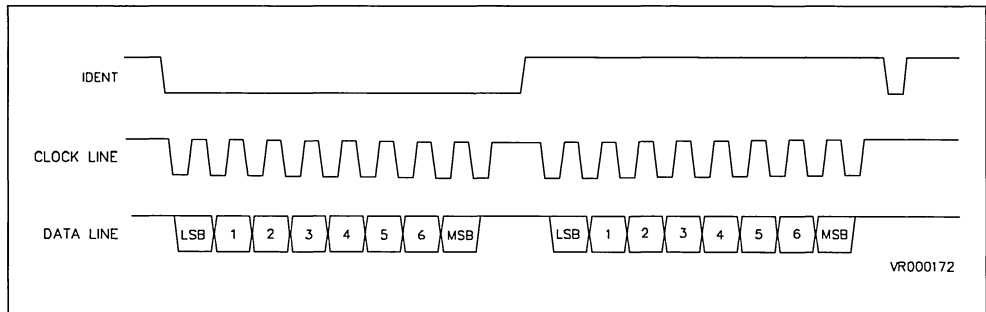 IDENT
CLOCK LINE
DATA LINE LSB 1 2 3 4 5 6 MSB LSB 1 2 3 4 5 6 MSB
VR000172